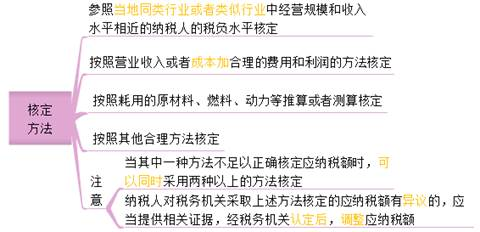 参照当地同类行业或者类似行业中经营规模和收入
水平相近的纳税人的税负水平核定
按照营业收入或者成本加合理的费用和利润的方法核定
核定
方法
按照耗用的原材料、燃料、动力等推算或者测算核定
按照其他合理方法核定
注
意
当其中一种方法不足以正确核定应纳税额时，可
以同时采用两种以上的方法核定
纳税人对税务机关采取上述方法核定的应纳税额有异议的，应
当提供相关证据，经税务机关认定后，调整应纳税额